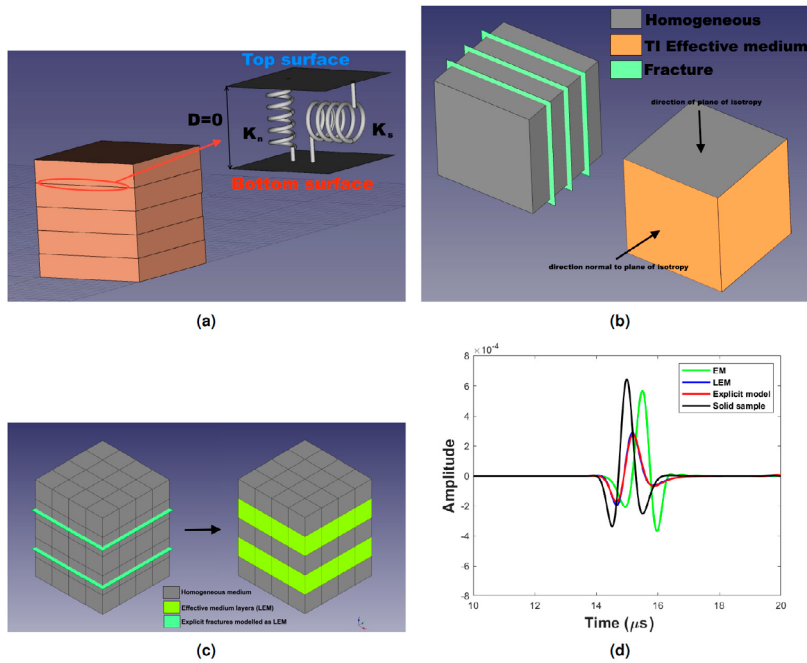 Top surface
D=0
Kn
Ks
Bottom surface
(a)
Homogeneous
TI Effective medium
Fracture
direction of plane of isotropy
direction normal to plane of isotropy
(b)
Homogeneous medium
Effective medium layers (LEM)
Explicit fractures modelled as LEM
(c)
×10-4
8
6
4
2
0
-2
-4
-6
-8
Amplitude
EM
LEM
Explicit model
Solid sample
10 12 14 16 18 20
Time (μs)
(d)